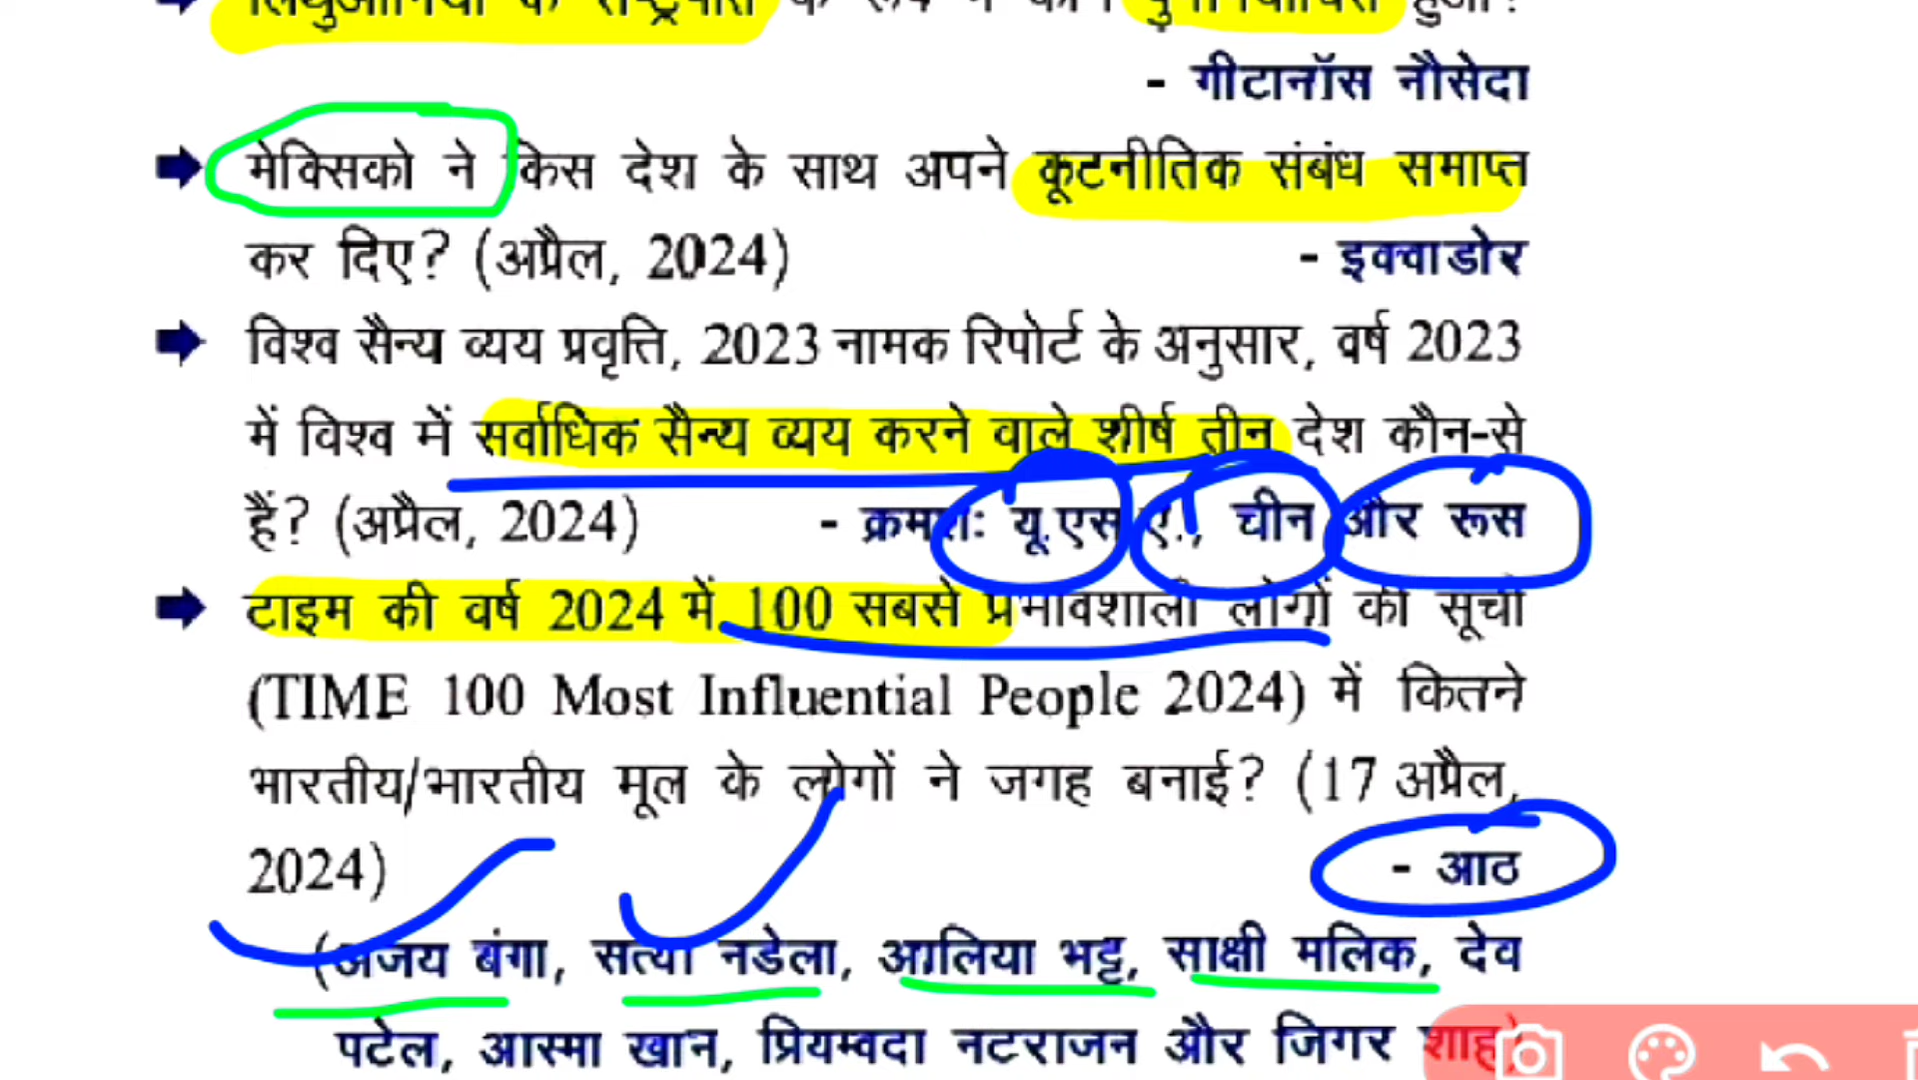 लिथुआनिया के राष्ट्रपति के रूप में कौन पुनर्निर्वाचित हुआ?
- गीटानॉस नौसेदा
मेक्सिको ने किस देश के साथ अपने कूटनीतिक संबंध समाप्त
कर दिए? (अप्रैल, 2024) - इक्वाडोर
विश्व सैन्य व्यय प्रवृत्ति, 2023 नामक रिपोर्ट के अनुसार, वर्ष 2023
में विश्व में सर्वाधिक सैन्य व्यय करने वाले शीर्ष तीन देश कौन-से
हैं? (अप्रैल, 2024) - क्रमशः यू.एस.ए., चीन और रूस
टाइम की वर्ष 2024 में 100 सबसे प्रभावशाली लोगों की सूची
(TIME 100 Most Influential People 2024) में कितने
भारतीय/भारतीय मूल के लोगों ने जगह बनाई? (17 अप्रैल,
2024) - आठ
(अजय बंगा, सत्या नडेला, आलिया भट्ट, साक्षी मलिक, देव
पटेल, आस्मा खान, प्रियम्वदा नटराजन और जिगर शाह)